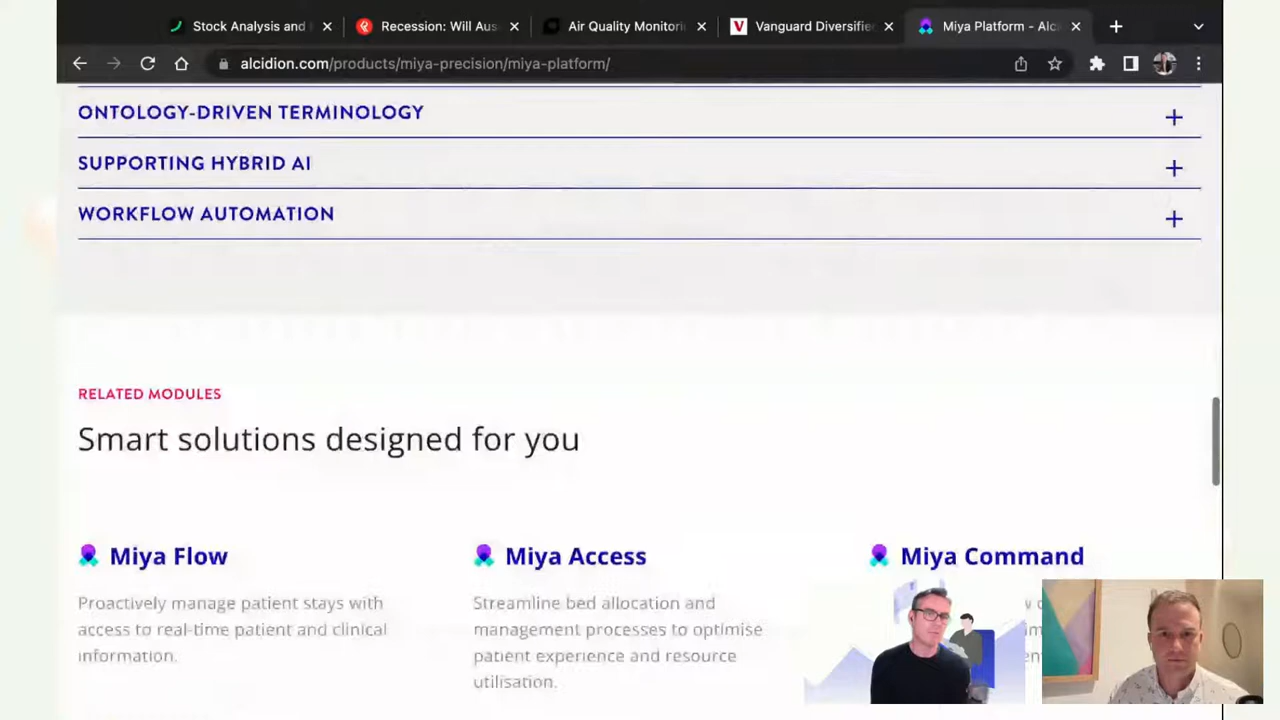 Stock Analysis and
Recession: Will Aus
Air Quality Monitorin
Vanguard Diversifie
Miya Platform - Alc
alcidion.com/products/miya-precision/miya-platform/
ONTOLOGY-DRIVEN TERMINOLOGY
SUPPORTING HYBRID AI
WORKFLOW AUTOMATION
RELATED MODULES
Smart solutions designed for you
Miya Flow
Proactively manage patient stays with
access to real-time patient and clinical
information.
Miya Access
Streamline bed allocation and
management processes to optimise
patient experience and resource
utilisation.
Miya Command